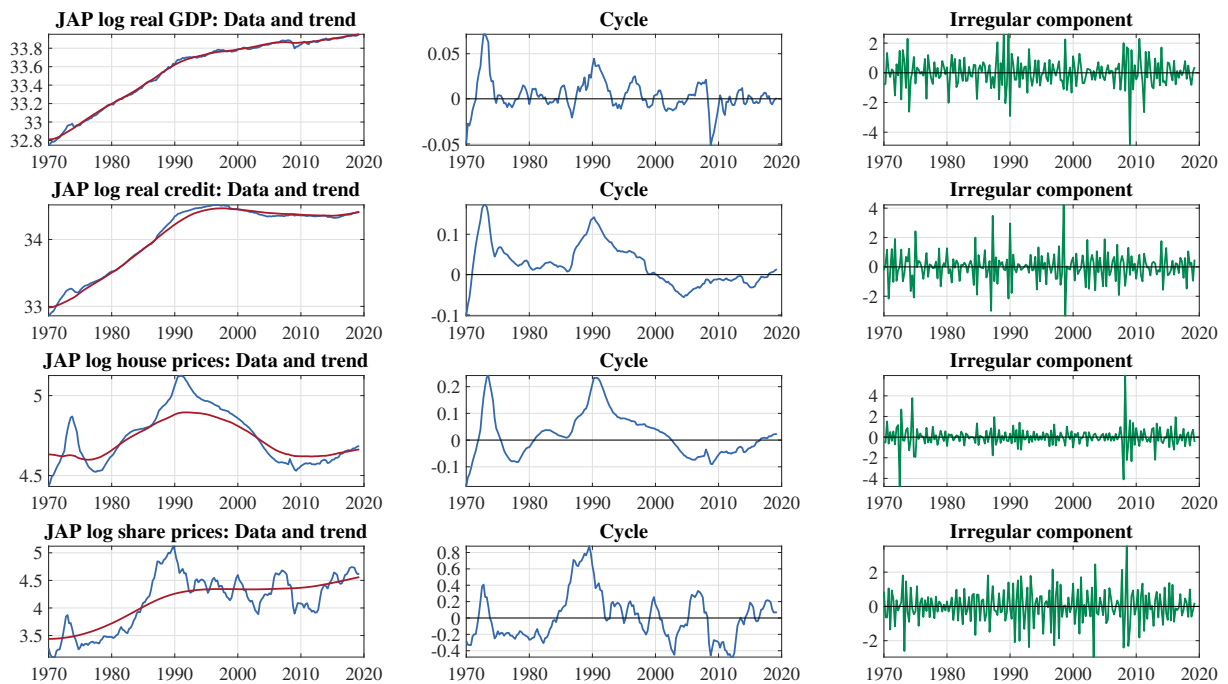 JAP log real GDP: Data and trend
33.8
33.6
33.4
33.2
33
32.8
1970 1980 1990 2000 2010 2020
Cycle
0.05
0
-0.05
1970 1980 1990 2000 2010 2020
Irregular component
2
0
-2
-4
1970 1980 1990 2000 2010 2020
JAP log real credit: Data and trend
34
33
1970 1980 1990 2000 2010 2020
Cycle
0.1
0
-0.1
1970 1980 1990 2000 2010 2020
Irregular component
4
2
0
-2
1970 1980 1990 2000 2010 2020
JAP log house prices: Data and trend
5
4.5
1970 1980 1990 2000 2010 2020
Cycle
0.2
0.1
0
-0.1
1970 1980 1990 2000 2010 2020
Irregular component
4
2
0
-2
-4
1970 1980 1990 2000 2010 2020
JAP log share prices: Data and trend
5
4.5
4
3.5
1970 1980 1990 2000 2010 2020
Cycle
0.8
0.6
0.4
0.2
0
-0.2
-0.4
1970 1980 1990 2000 2010 2020
Irregular component
2
0
-2
1970 1980 1990 2000 2010 2020